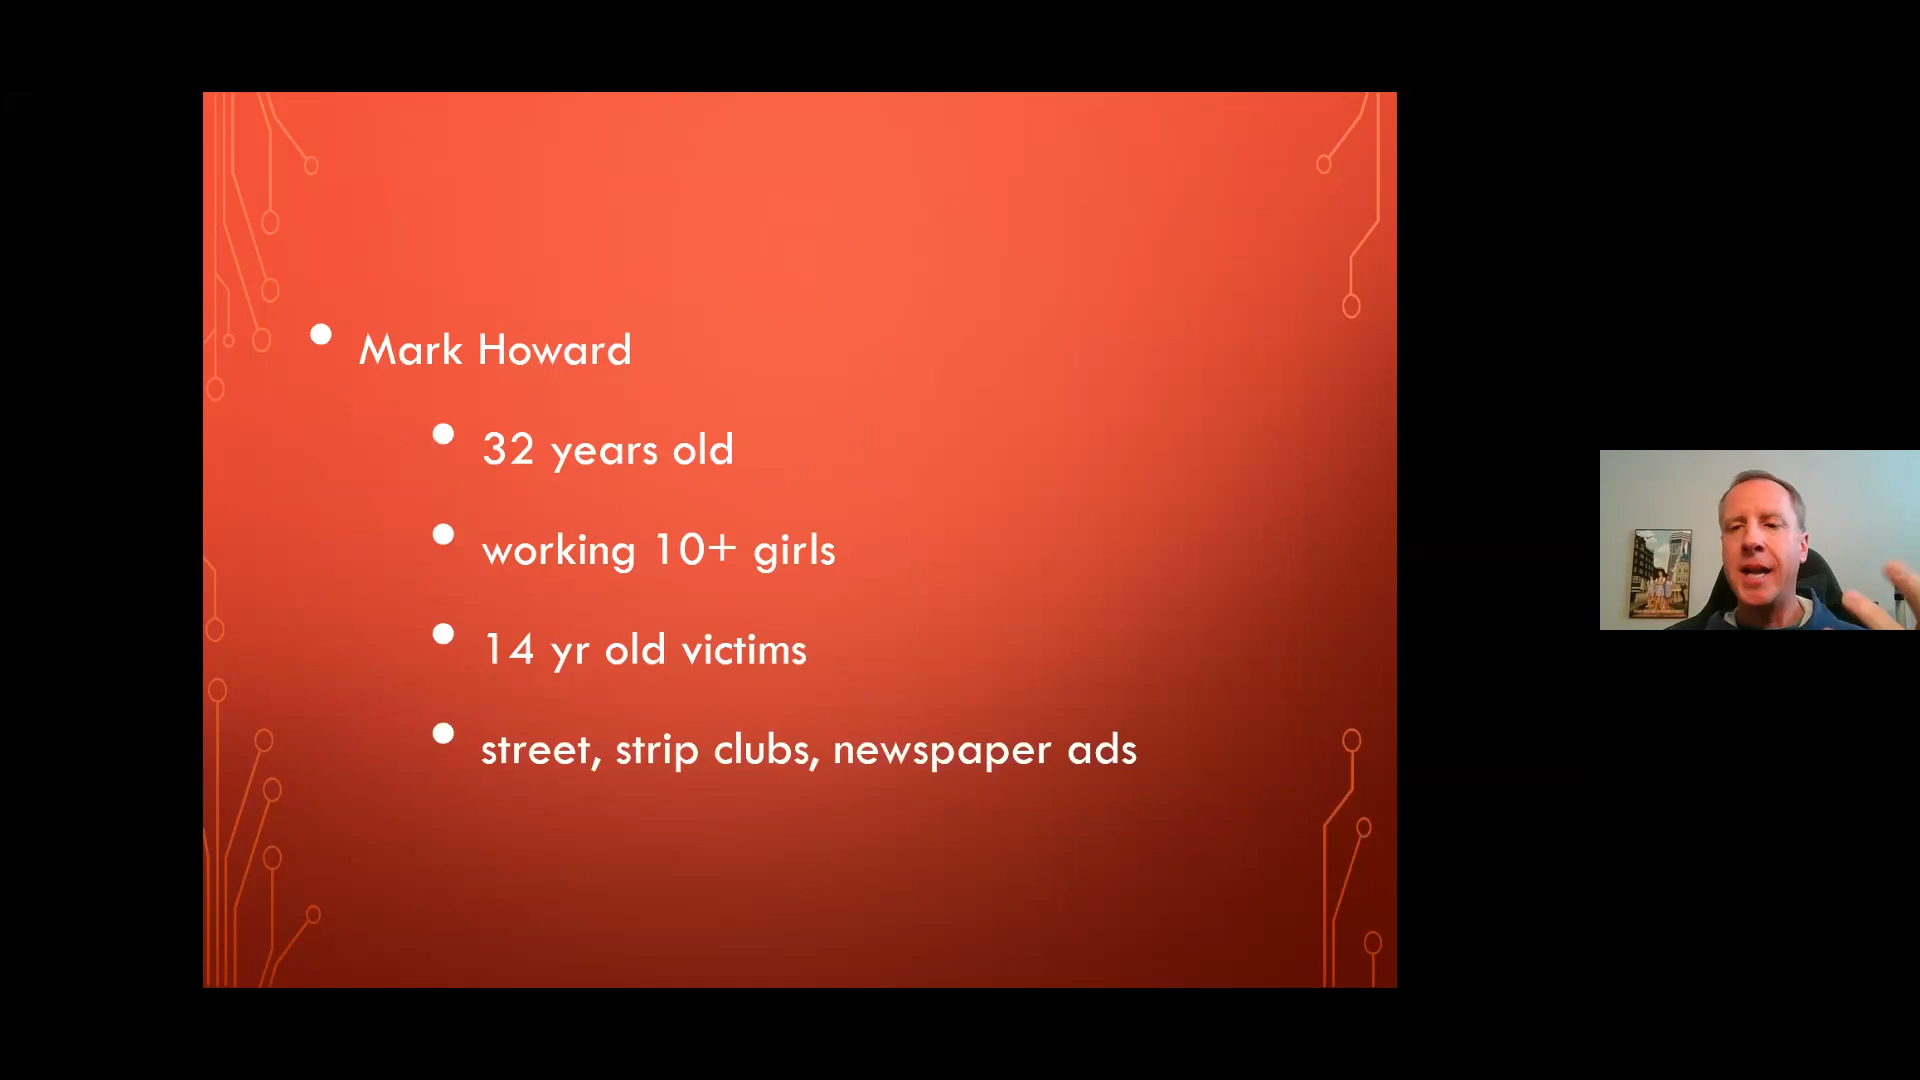 Mark Howard
32 years old
working 10+ girls
14 yr old victims
street, strip clubs, newspaper ads